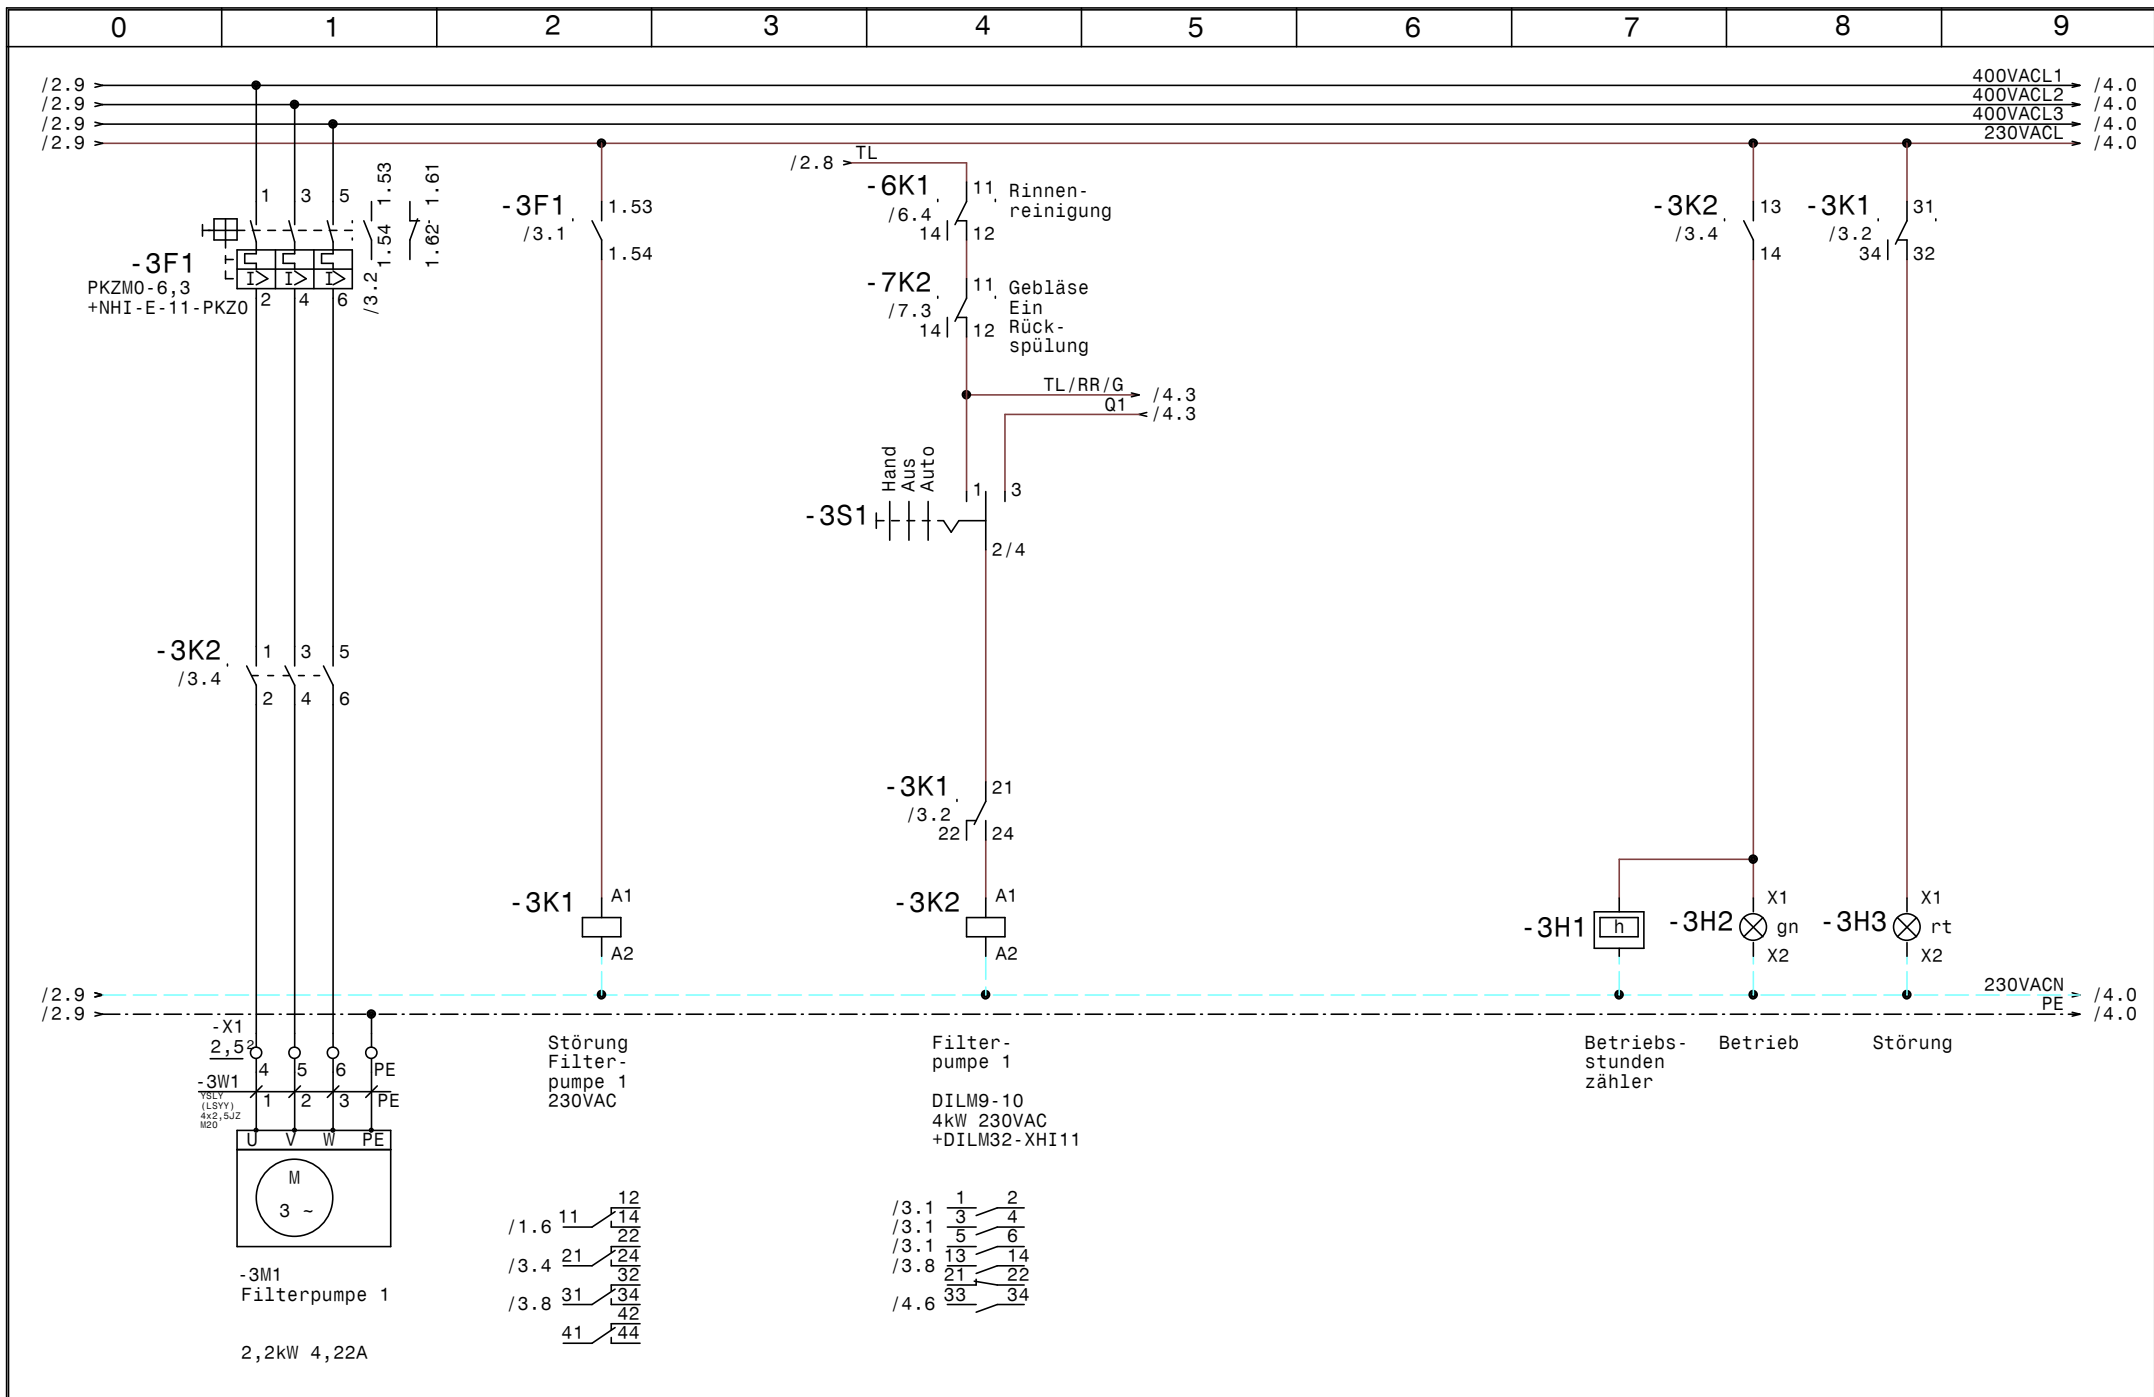 0 1 2 3 4 5 6 7 8 9
/2.9 400VACL1 /4.0
/2.9 400VACL2 /4.0
/2.9 400VACL3 /4.0
/2.9 230VACL /4.0
1 3 5 1.53 1.61
1.54 1.62
-3F1
PKZM0-6,3
+NHI-E-11-PKZ0
2 4 6 /3.2
-3F1 1.53
/3.1
1.54
/2.8 TL
-6K1 11 Rinnen-
/6.4 reinigung
14 12
-7K2 11 Gebläse
/7.3 Ein
14 12 Rück-
spülung
TL/RR/G /4.3
Q1 /4.3
Hand
Aus
Auto
1 3
-3S1
2/4
-3K2 13
/3.4
14
-3K1 31
/3.2
34 32
-3K2 1 3 5
/3.4
2 4 6
-3K1 21
/3.2
22 24
-3K1 A1
A2
-3K2 A1
A2
-3H1 h
-3H2 X1
gn
X2
-3H3 X1
rt
X2
/2.9 230VACN /4.0
/2.9 PE /4.0
-X1
2,5²
4 5 6 PE
-3W1
YSLY
(LSYY)
4x2,5JZ
M20
1 2 3 PE
U V W PE
M
3 ~
-3M1
Filterpumpe 1
2,2kW 4,22A
Störung
Filter-
pumpe 1
230VAC
12
/1.6 11 14
22
/3.4 21 24
32
/3.8 31 34
42
41 44
Filter-
pumpe 1
DILM9-10
4kW 230VAC
+DILM32-XHI11
/3.1 1 2
/3.1 3 4
/3.1 5 6
/3.8 13 14
21 22
/4.6 33 34
Betriebs-
stunden
zähler
Betrieb
Störung